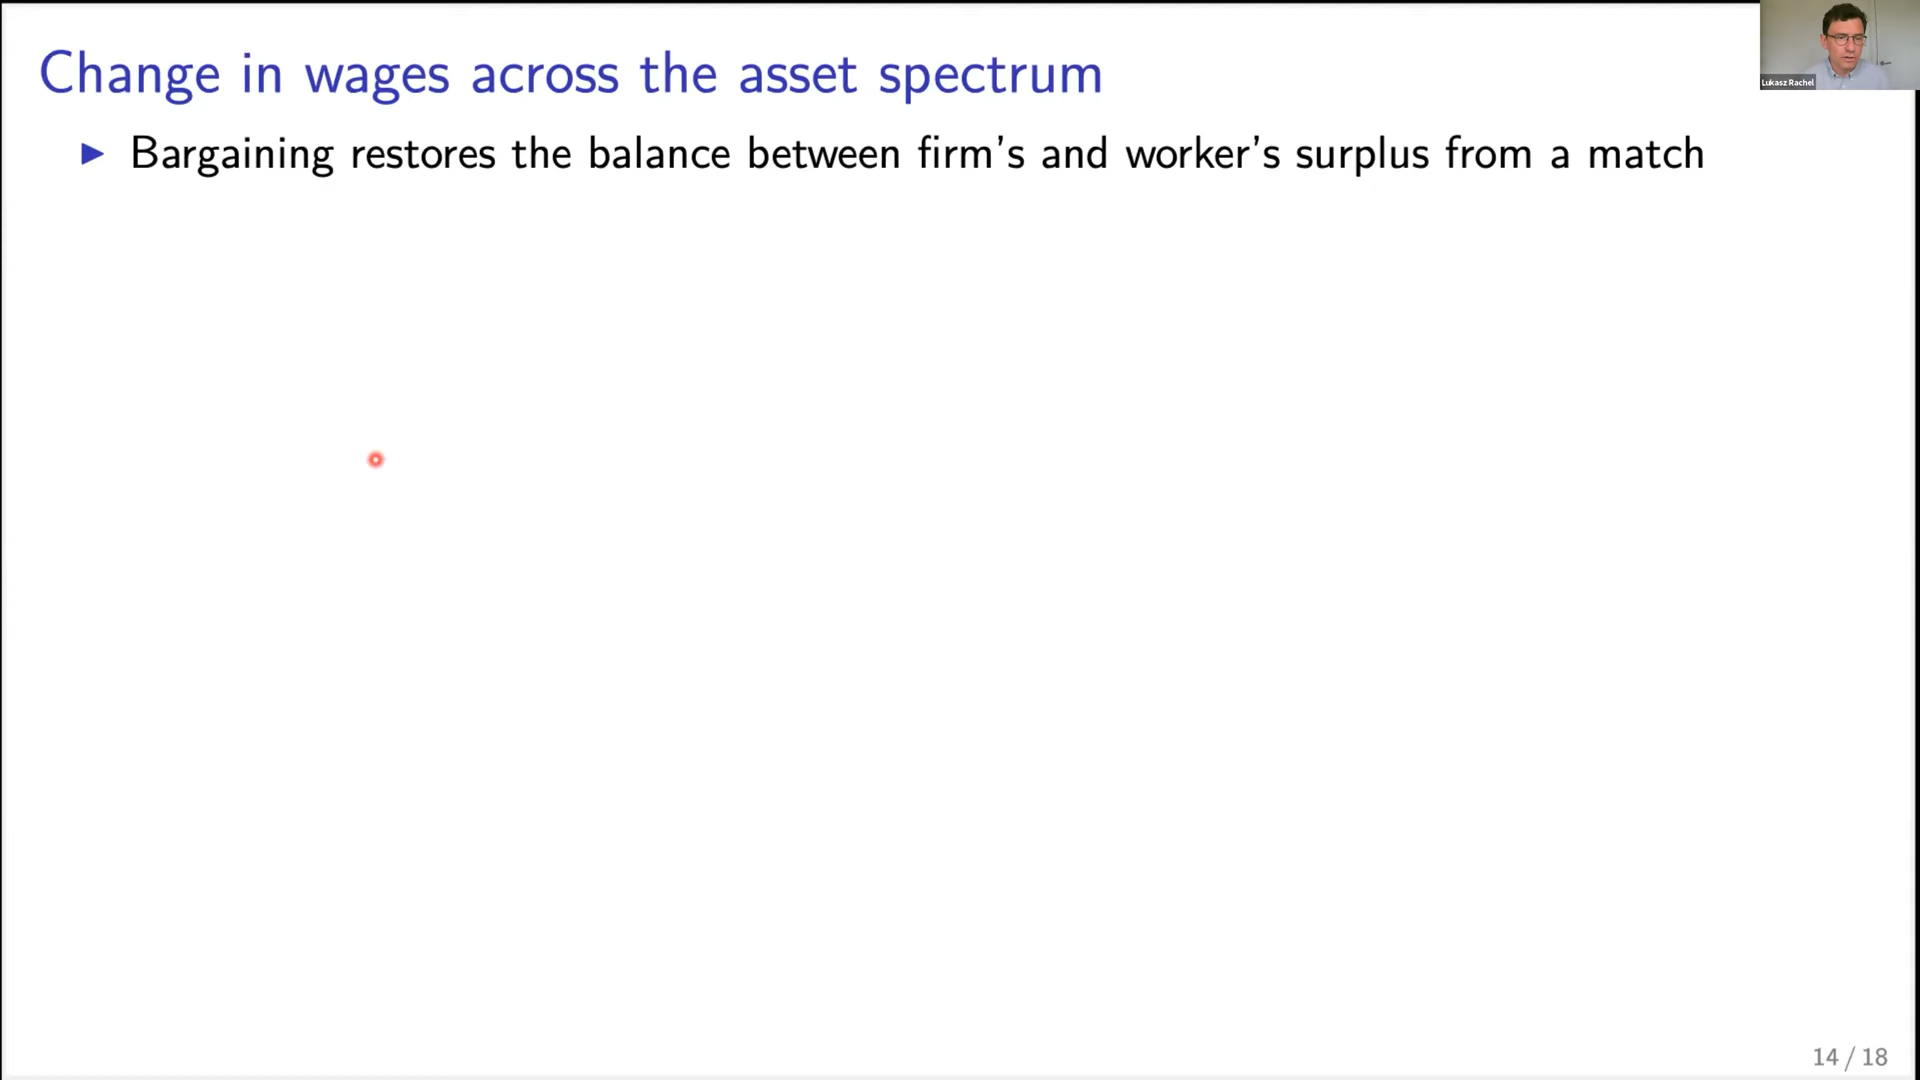 Change in wages across the asset spectrum
Lukasz Rachel
▶ Bargaining restores the balance between firm's and worker's surplus from a match
14 / 18